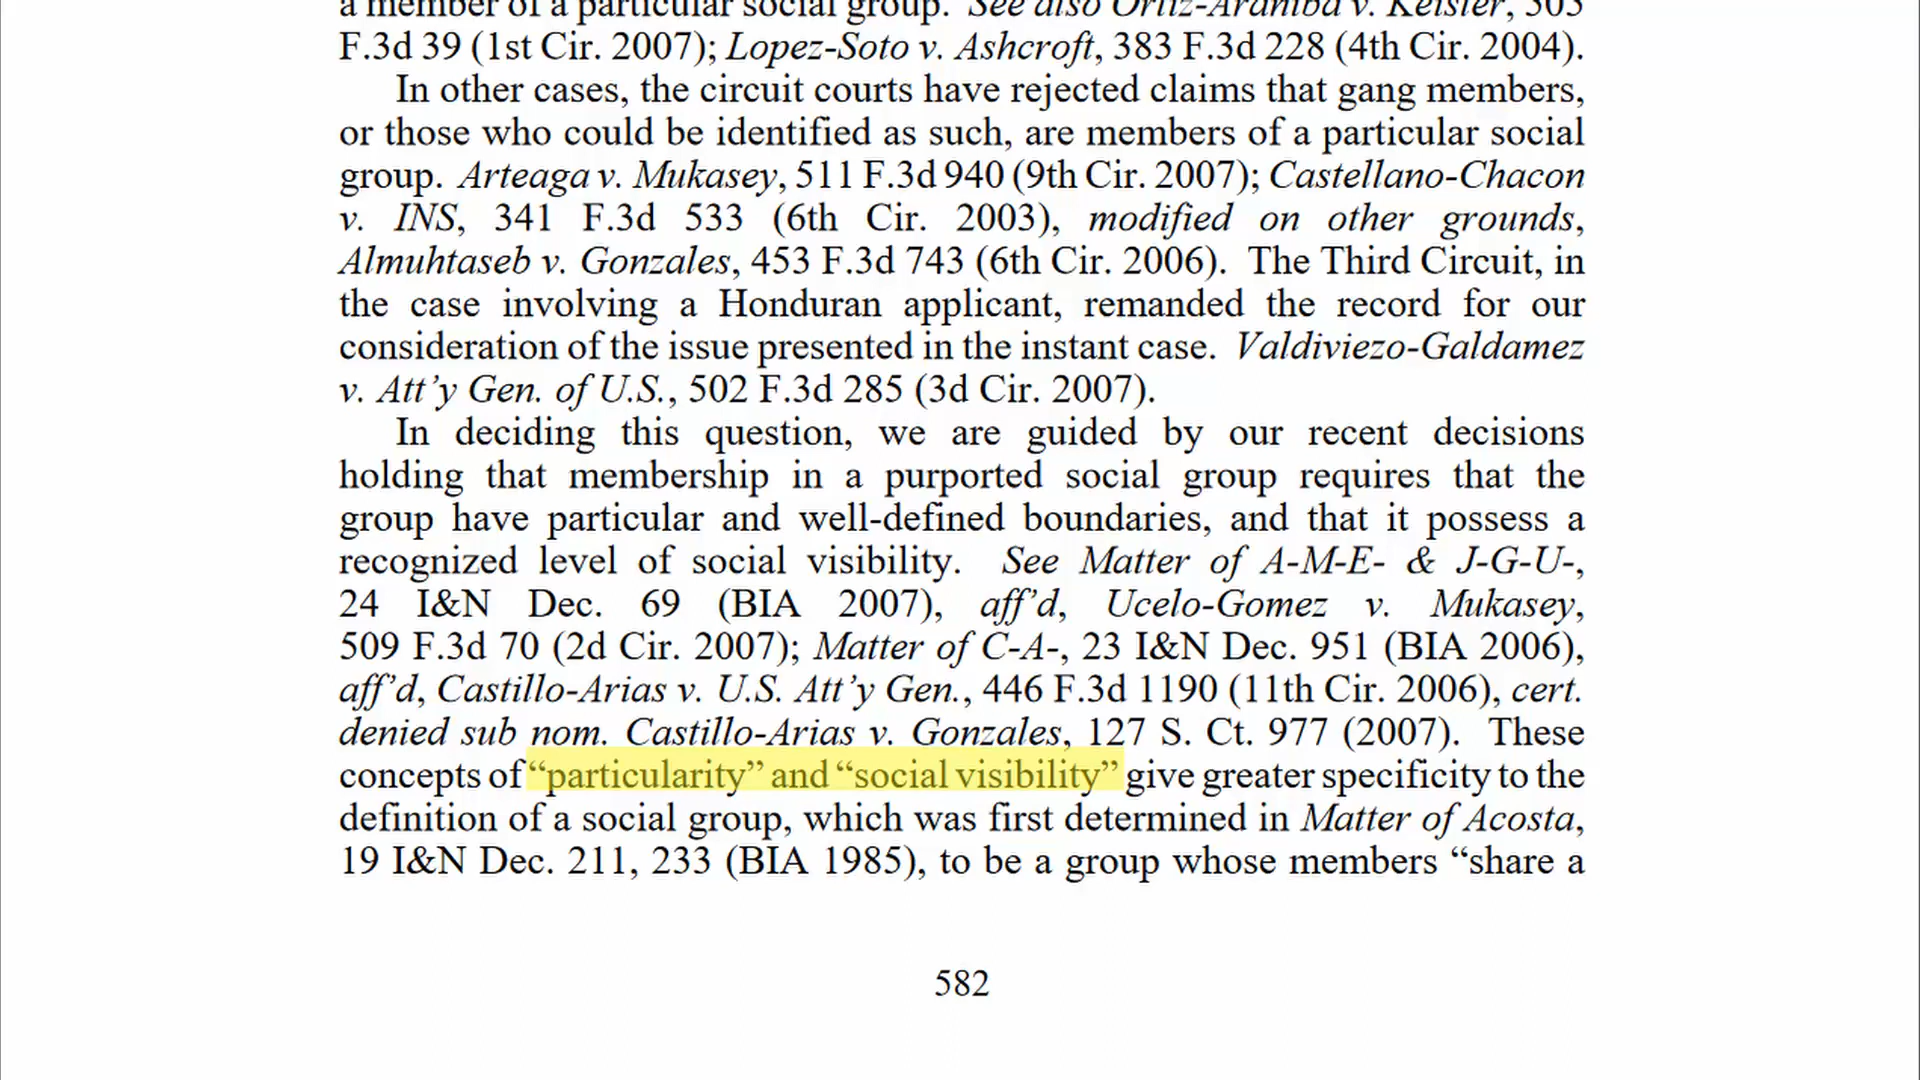 a member of a particular social group. See also Ortiz-Araniba v. Keisler, 505
F.3d 39 (1st Cir. 2007); Lopez-Soto v. Ashcroft, 383 F.3d 228 (4th Cir. 2004).
In other cases, the circuit courts have rejected claims that gang members,
or those who could be identified as such, are members of a particular social
group. Arteaga v. Mukasey, 511 F.3d 940 (9th Cir. 2007); Castellano-Chacon
v. INS, 341 F.3d 533 (6th Cir. 2003), modified on other grounds,
Almuhtaseb v. Gonzales, 453 F.3d 743 (6th Cir. 2006). The Third Circuit, in
the case involving a Honduran applicant, remanded the record for our
consideration of the issue presented in the instant case. Valdiviezo-Galdamez
v. Att’y Gen. of U.S., 502 F.3d 285 (3d Cir. 2007).
In deciding this question, we are guided by our recent decisions
holding that membership in a purported social group requires that the
group have particular and well-defined boundaries, and that it possess a
recognized level of social visibility. See Matter of A-M-E- & J-G-U-,
24 I&N Dec. 69 (BIA 2007), aff’d, Ucelo-Gomez v. Mukasey,
509 F.3d 70 (2d Cir. 2007); Matter of C-A-, 23 I&N Dec. 951 (BIA 2006),
aff’d, Castillo-Arias v. U.S. Att’y Gen., 446 F.3d 1190 (11th Cir. 2006), cert.
denied sub nom. Castillo-Arias v. Gonzales, 127 S. Ct. 977 (2007). These
concepts of “particularity” and “social visibility” give greater specificity to the
definition of a social group, which was first determined in Matter of Acosta,
19 I&N Dec. 211, 233 (BIA 1985), to be a group whose members “share a
582